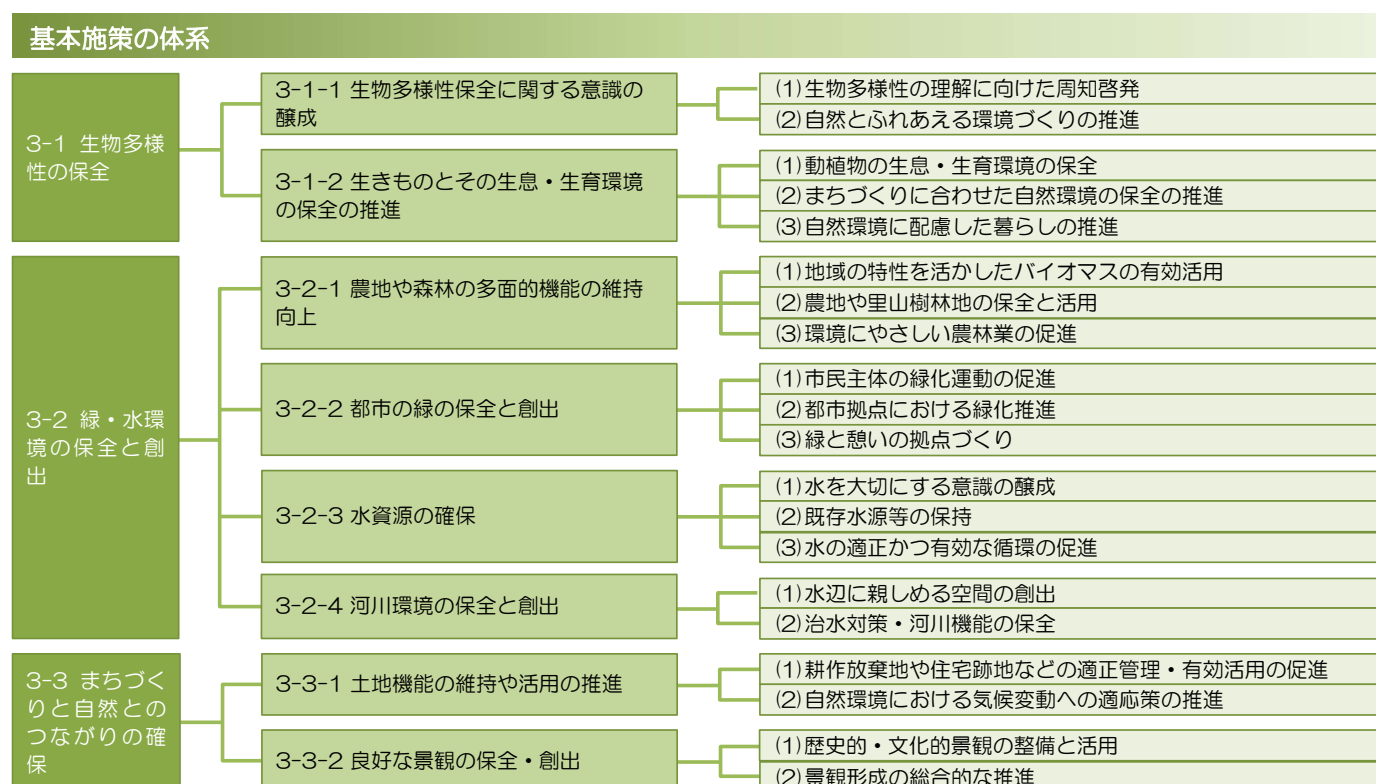 基本施策の体系
3-1 生物多様
性の保全
3-1-1 生物多様性保全に関する意識の
醸成
(1)生物多様性の理解に向けた周知啓発
(2)自然とふれあえる環境づくりの推進
3-1-2 生きものとその生息・生育環境
の保全の推進
(1)動植物の生息・生育環境の保全
(2)まちづくりに合わせた自然環境の保全の推進
(3)自然環境に配慮した暮らしの推進
3-2 緑・水環
境の保全と創
出
3-2-1 農地や森林の多面的機能の維持
向上
(1)地域の特性を活かしたバイオマスの有効活用
(2)農地や里山樹林地の保全と活用
(3)環境にやさしい農林業の促進
3-2-2 都市の緑の保全と創出
(1)市民主体の緑化運動の促進
(2)都市拠点における緑化推進
(3)緑と憩いの拠点づくり
3-2-3 水資源の確保
(1)水を大切にする意識の醸成
(2)既存水源等の保持
(3)水の適正かつ有効な循環の促進
3-2-4 河川環境の保全と創出
(1)水辺に親しめる空間の創出
(2)治水対策・河川機能の保全
3-3 まちづく
りと自然との
つながりの確
保
3-3-1 土地機能の維持や活用の推進
(1)耕作放棄地や住宅跡地などの適正管理・有効活用の促進
(2)自然環境における気候変動への適応策の推進
3-3-2 良好な景観の保全・創出
(1)歴史的・文化的景観の整備と活用
(2)景観形成の総合的な推進